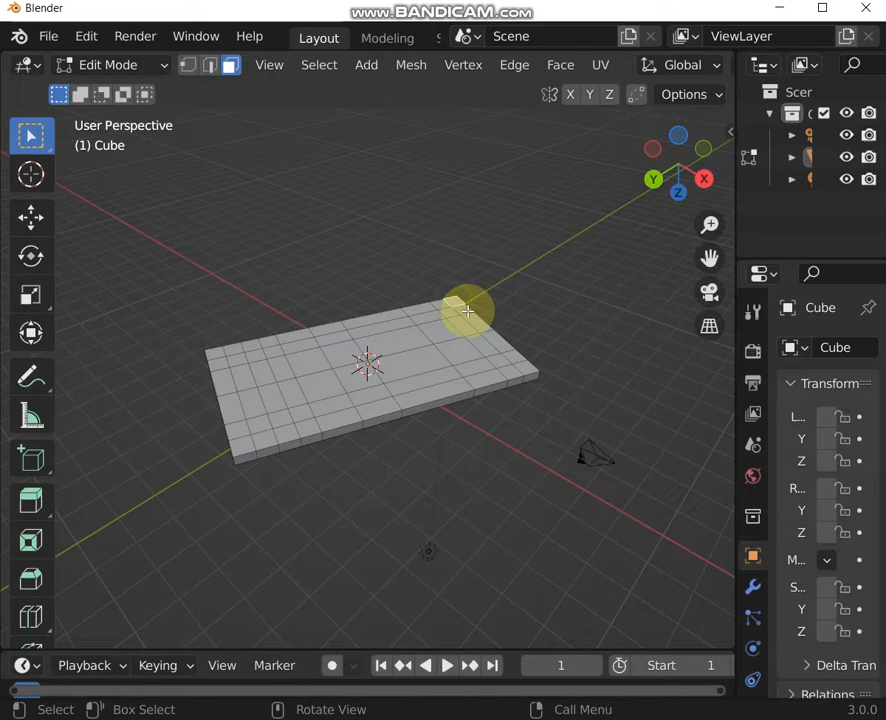 Blender
www.BANDICAM.com
File Edit Render Window Help Layout Modeling Scene ViewLayer
Edit Mode View Select Add Mesh Vertex Edge Face UV Global
X Y Z Options
Scer
User Perspective
(1) Cube
Y X
Z
Cube
Cube
Transform
L...
Y
Z
R...
Y
Z
M...
S...
Y
Z
Delta Tran
Relations
Playback Keying View Marker 1 Start 1
Select Box Select Rotate View Call Menu 3.0.0